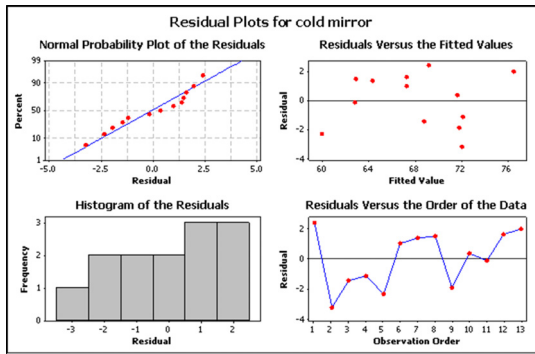 Residual Plots for cold mirror
Normal Probability Plot of the Residuals
99
90
50
10
1
Percent
-5.0 -2.5 0.0 2.5 5.0
Residual
Residuals Versus the Fitted Values
2
0
-2
-4
Residual
60 64 68 72 76
Fitted Value
Histogram of the Residuals
3
2
1
0
Frequency
-3 -2 -1 0 1 2
Residual
Residuals Versus the Order of the Data
2
0
-2
-4
Residual
1 2 3 4 5 6 7 8 9 10 11 12 13
Observation Order